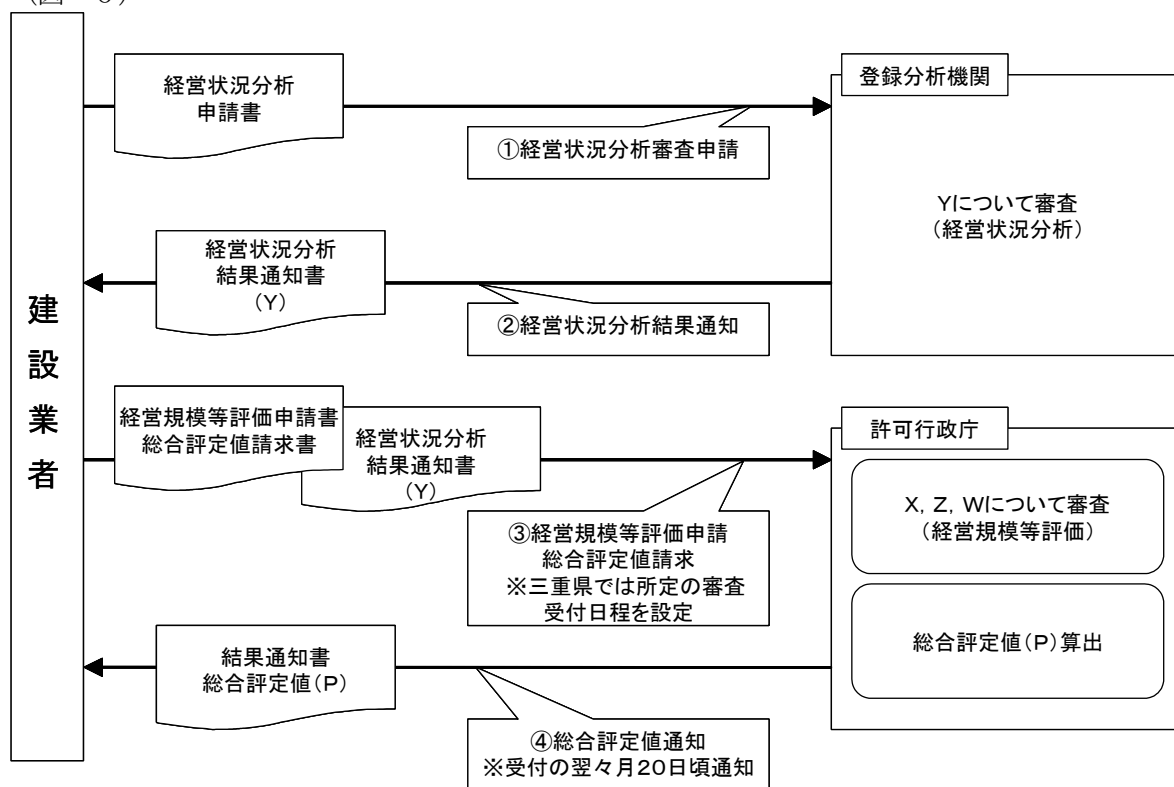 経営状況分析
申請書
登録分析機関
①経営状況分析審査申請
Yについて審査
(経営状況分析)
経営状況分析
結果通知書
(Y)
②経営状況分析結果通知
建設業者
経営規模等評価申請書
総合評定値請求書
経営状況分析
結果通知書
(Y)
許可行政庁
X, Z, Wについて審査
(経営規模等評価)
③経営規模等評価申請
総合評定値請求
※三重県では所定の審査
受付日程を設定
総合評定値(P)算出
結果通知書
総合評定値(P)
④総合評定値通知
※受付の翌々月20日頃通知